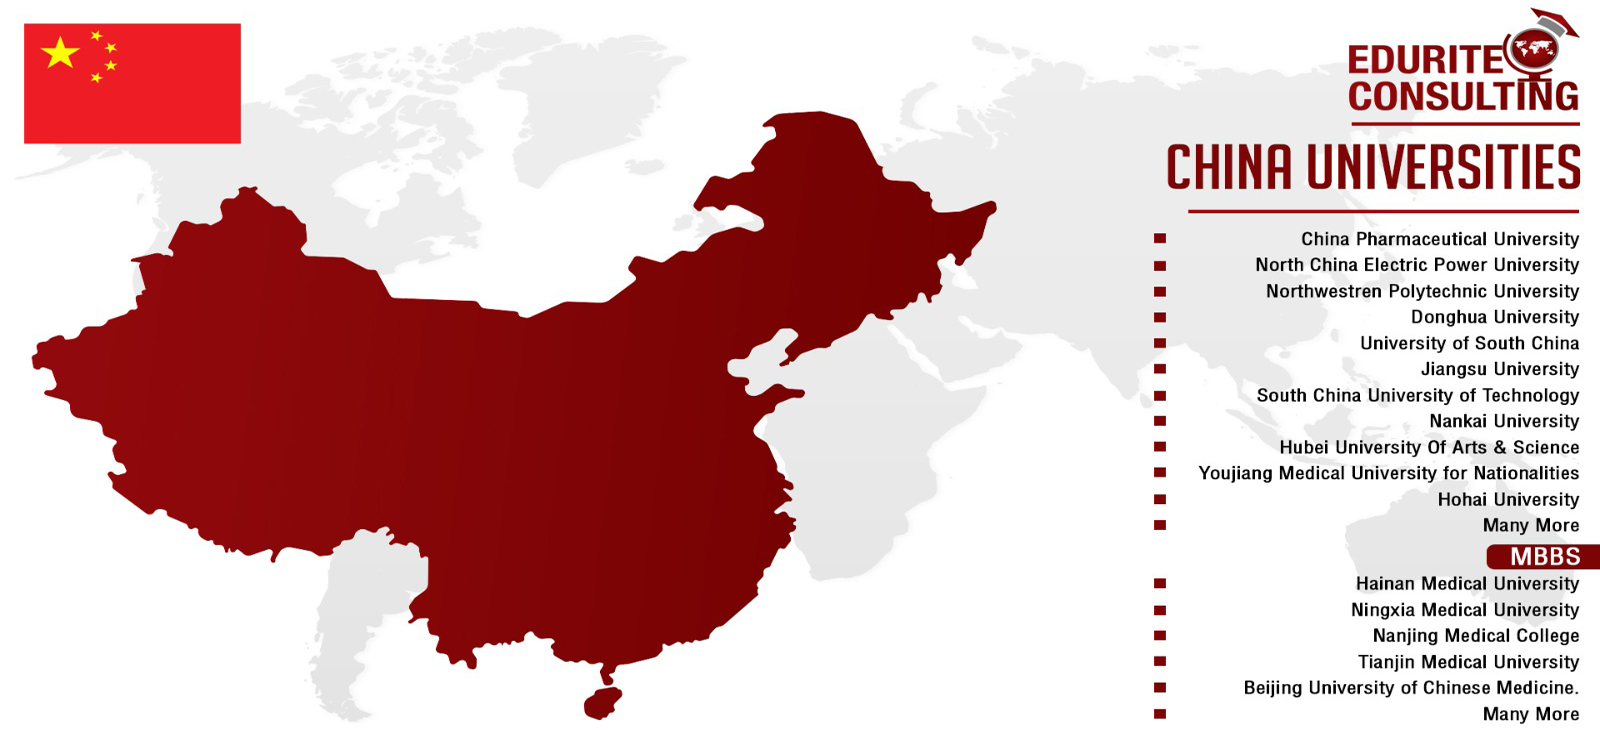 EDURITE
CONSULTING
CHINA UNIVERSITIES
China Pharmaceutical University
North China Electric Power University
Northwestren Polytechnic University
Donghua University
University of South China
Jiangsu University
South China University of Technology
Nankai University
Hubei University Of Arts & Science
Youjiang Medical University for Nationalities
Hohai University
Many More
MBBS
Hainan Medical University
Ningxia Medical University
Nanjing Medical College
Tianjin Medical University
Beijing University of Chinese Medicine.
Many More